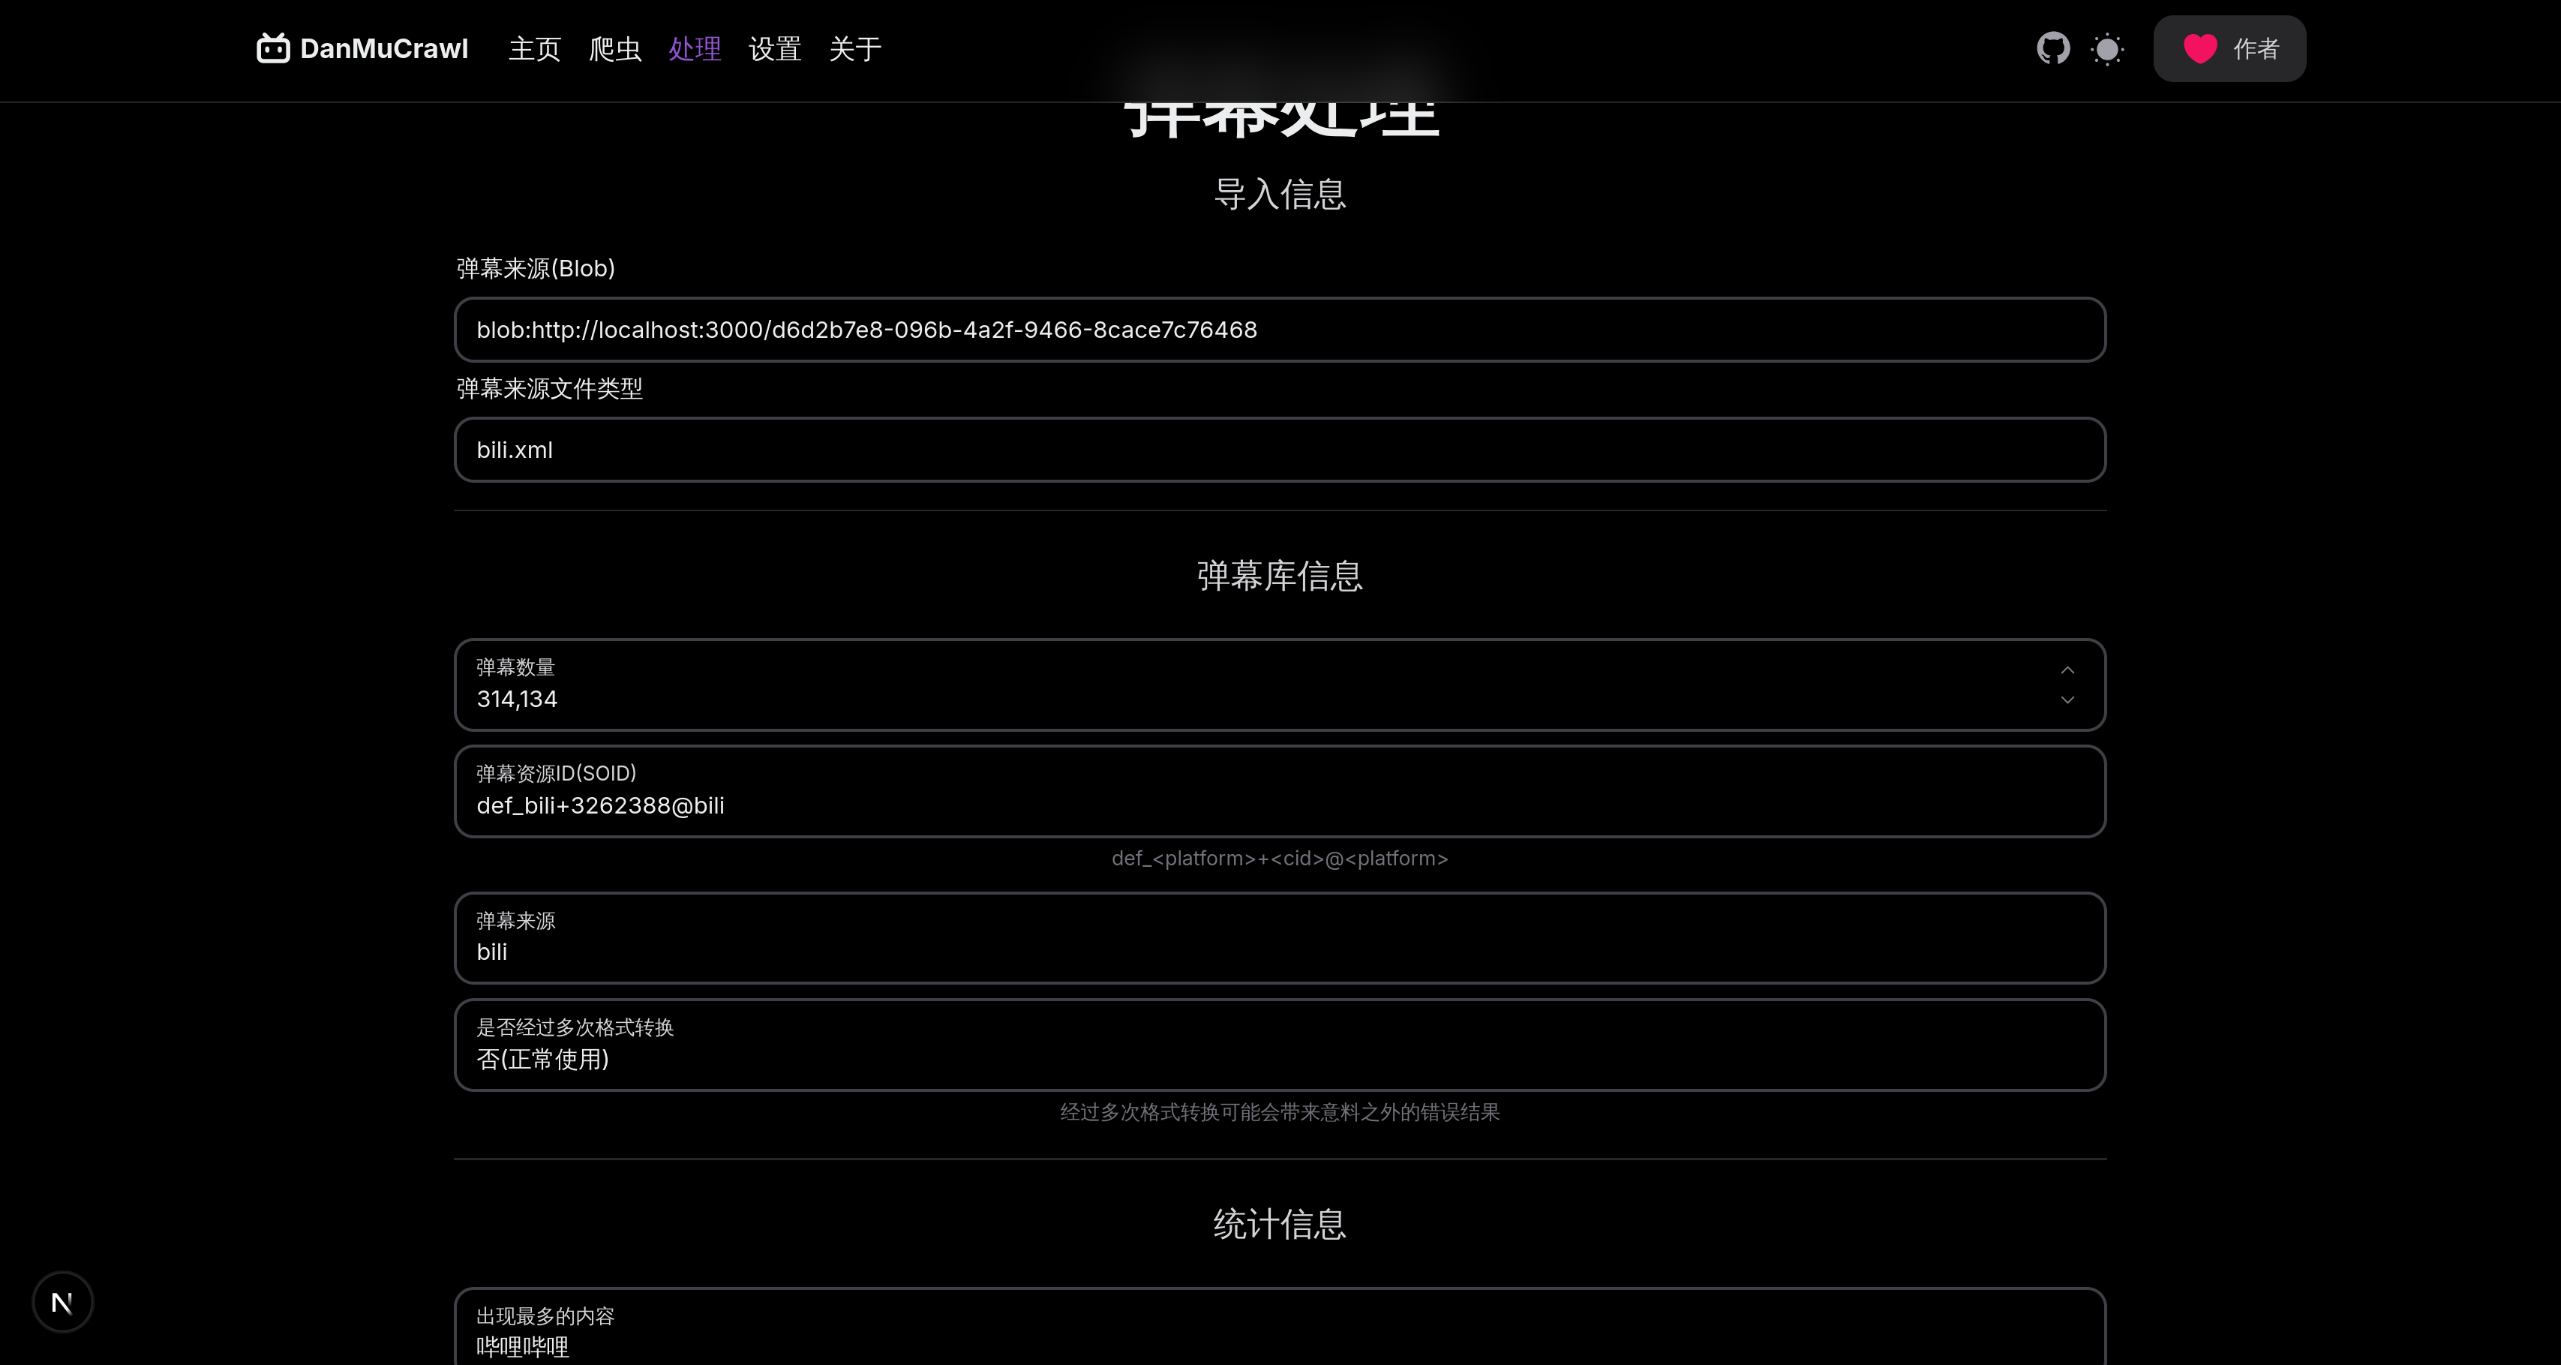 DanMuCrawl
主页
爬虫
处理
设置
关于
作者
弹幕处理
导入信息
弹幕来源(Blob)
blob:http://localhost:3000/d6d2b7e8-096b-4a2f-9466-8cace7c76468
弹幕来源文件类型
bili.xml
弹幕库信息
弹幕数量
314,134
弹幕资源ID(SOID)
def_bili+3262388@bili
def_<platform>+<cid>@<platform>
弹幕来源
bili
是否经过多次格式转换
否(正常使用)
经过多次格式转换可能会带来意料之外的错误结果
统计信息
出现最多的内容
哔哩哔哩
N